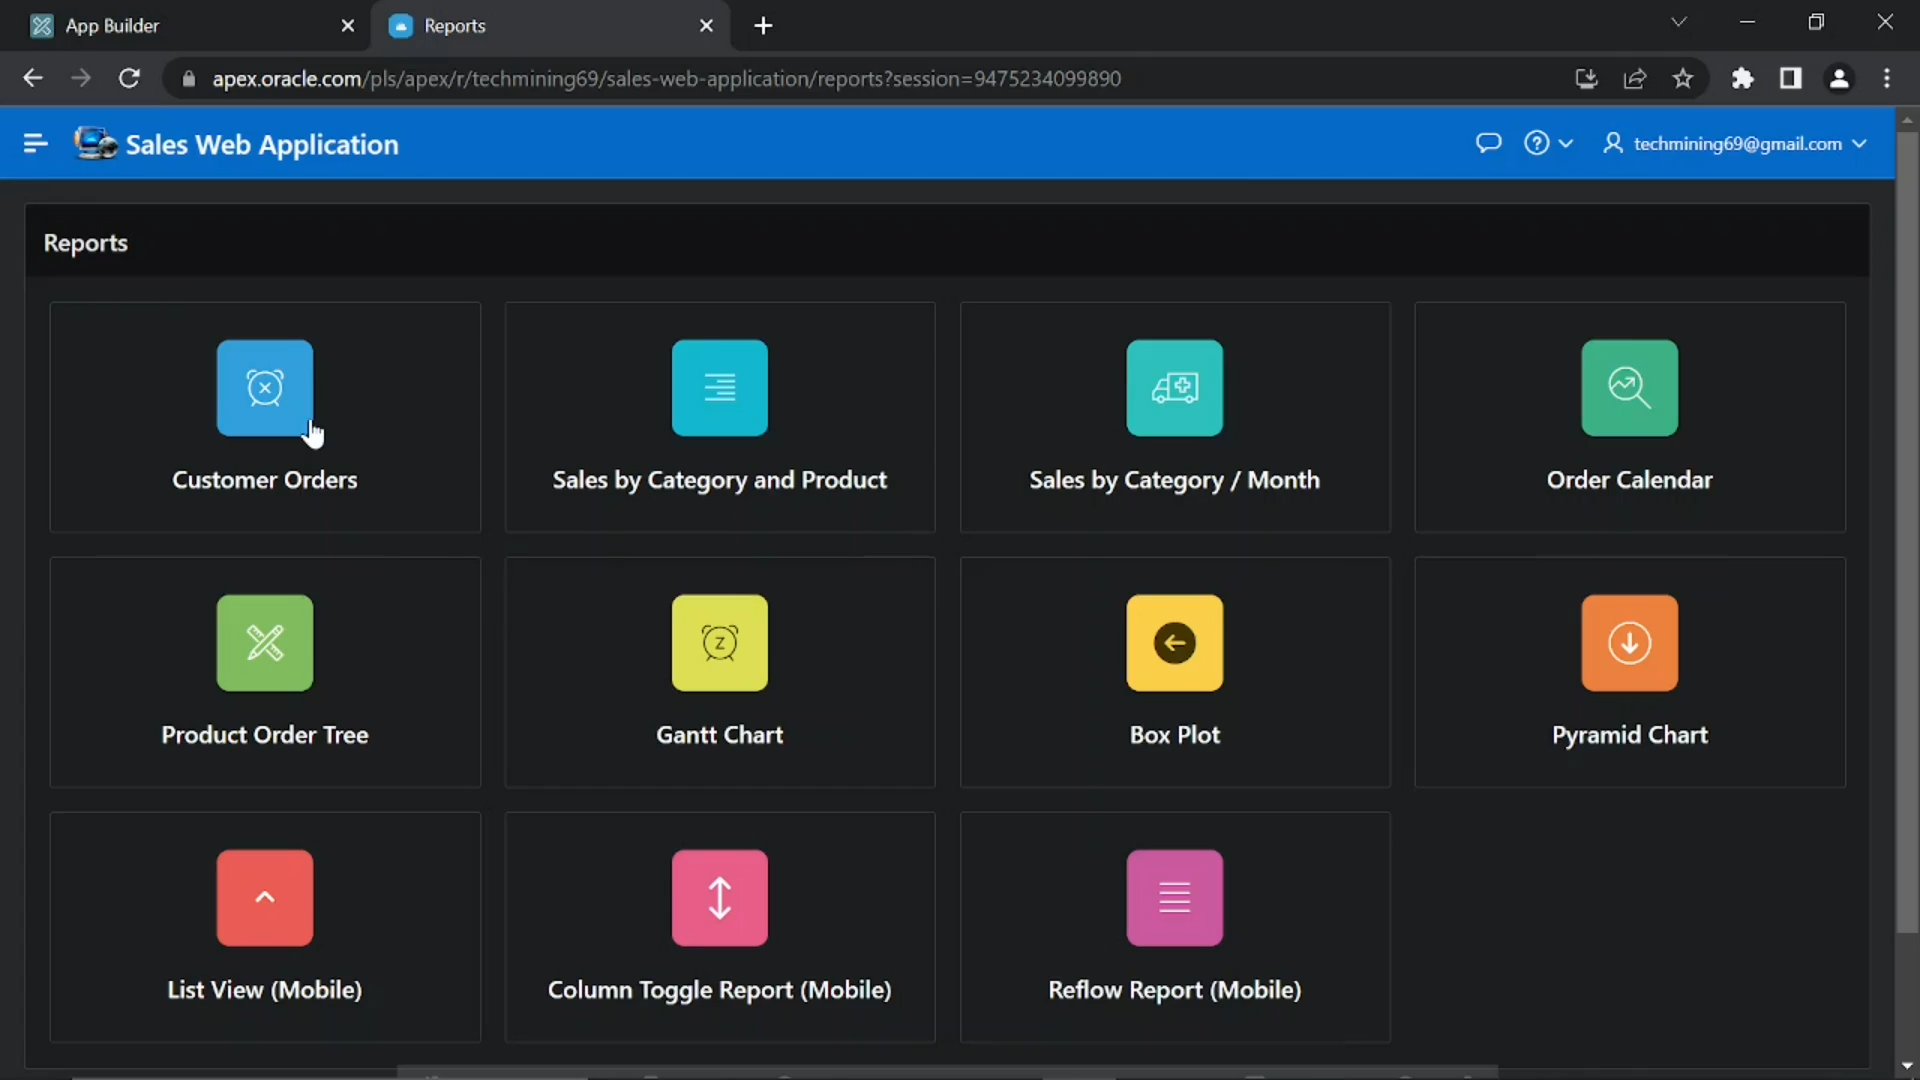 App Builder
Reports
apex.oracle.com/pls/apex/r/techmining69/sales-web-application/reports?session=9475234099890
Sales Web Application
techmining69@gmail.com
Reports
Customer Orders
Sales by Category and Product
Sales by Category / Month
Order Calendar
Z
Product Order Tree
Gantt Chart
Box Plot
Pyramid Chart
List View (Mobile)
Column Toggle Report (Mobile)
Reflow Report (Mobile)